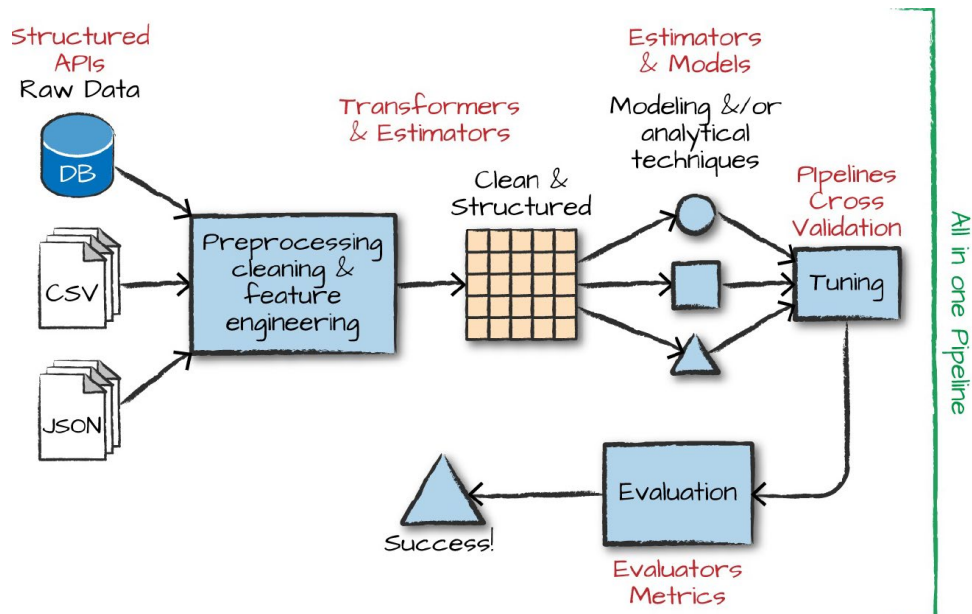 Structured
APIs
Raw Data
DB
CSV
JSON
Preprocessing
cleaning &
feature
engineering
Transformers
& Estimators
Clean &
Structured
Estimators
& Models
Modeling &/or
analytical
techniques
Pipelines
Cross
Validation
Tuning
Evaluation
Evaluators
Metrics
Success!
All in one Pipeline